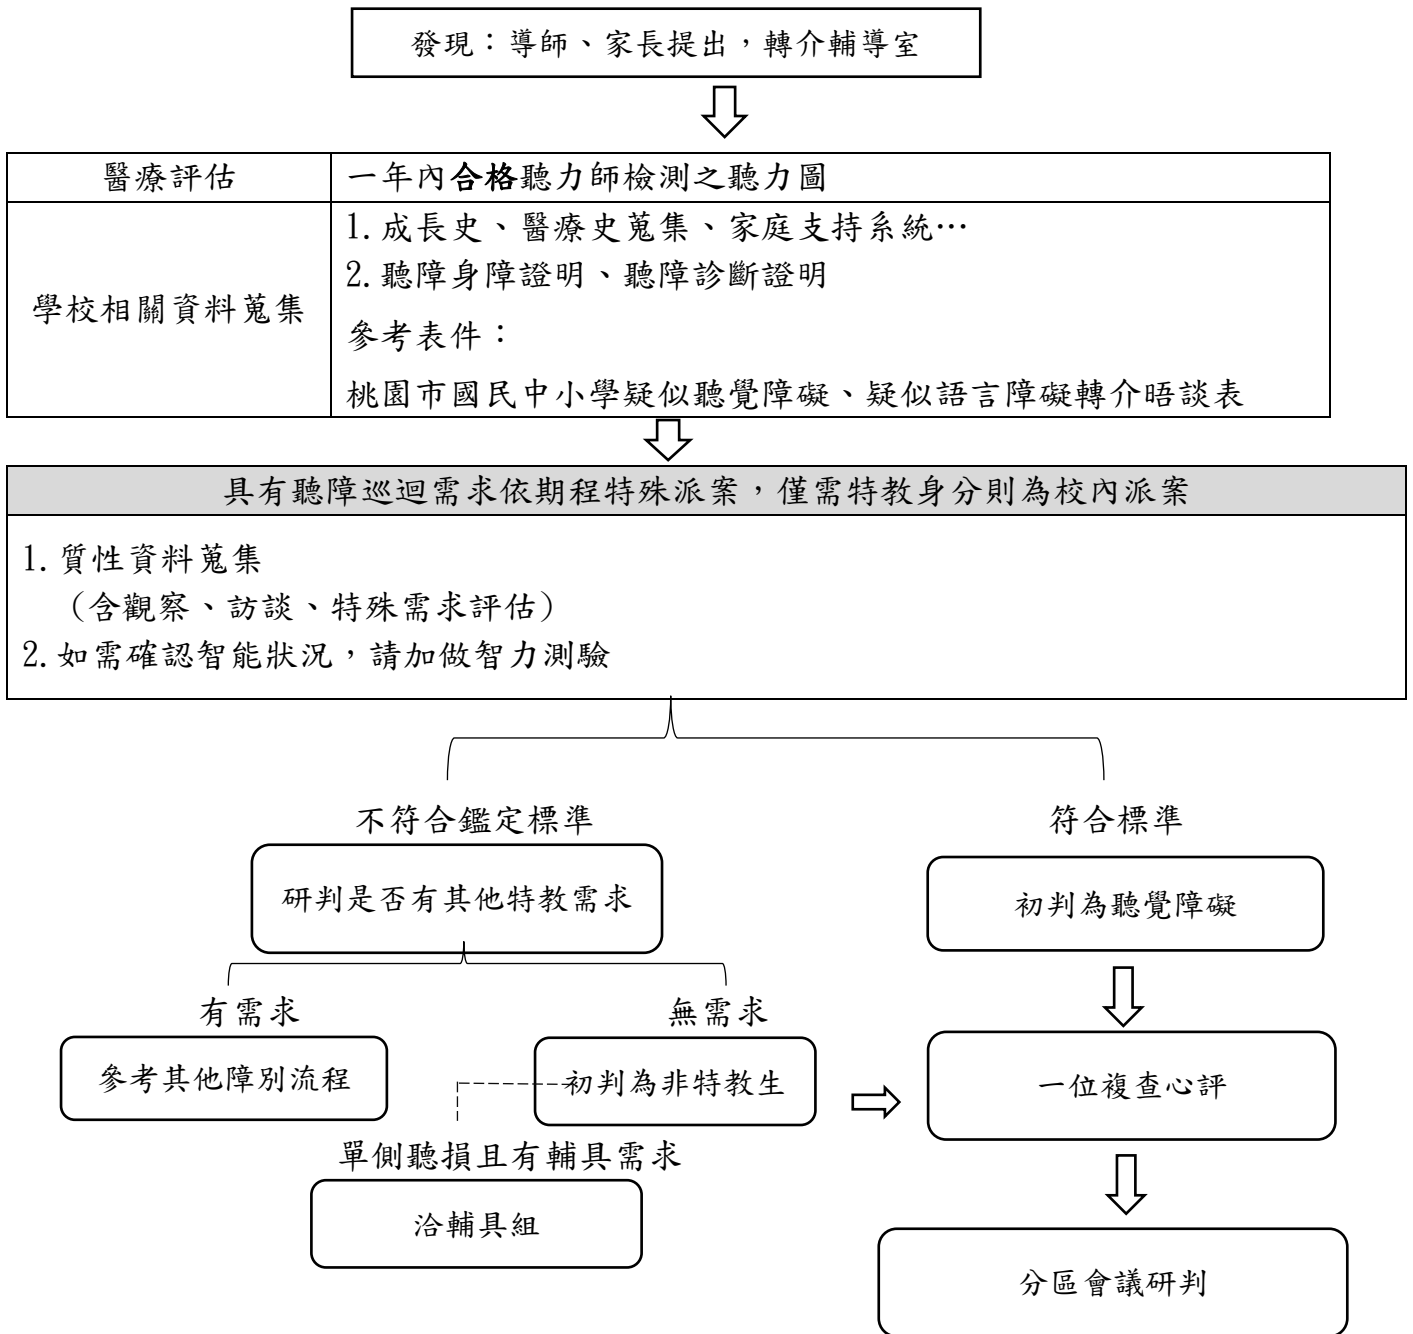 發現：導師、家長提出，轉介輔導室
醫療評估
一年內合格聽力師檢測之聽力圖
學校相關資料蒐集
1.成長史、醫療史蒐集、家庭支持系統…
2.聽障身障證明、聽障診斷證明
參考表件：
桃園市國民中小學疑似聽覺障礙、疑似語言障礙轉介晤談表
具有聽障巡迴需求依期程特殊派案，僅需特教身分則為校內派案
1.質性資料蒐集
（含觀察、訪談、特殊需求評估）
2.如需確認智能狀況，請加做智力測驗
不符合鑑定標準
符合標準
研判是否有其他特教需求
初判為聽覺障礙
有需求
無需求
參考其他障別流程
初判為非特教生
一位複查心評
單側聽損且有輔具需求
洽輔具組
分區會議研判